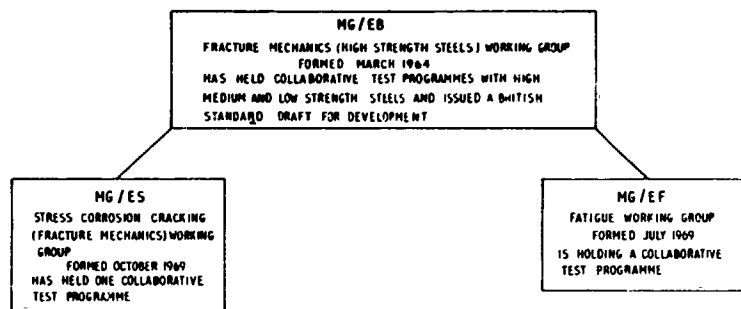 MG/EB
FRACTURE MECHANICS (HIGH STRENGTH STEELS) WORKING GROUP
FORMED MARCH 1964
HAS HELD COLLABORATIVE TEST PROGRAMMES WITH HIGH
MEDIUM AND LOW STRENGTH STEELS AND ISSUED A BRITISH
STANDARD DRAFT FOR DEVELOPMENT
MG/ES
STRESS CORROSION CRACKING
(FRACTURE MECHANICS) WORKING
GROUP
FORMED OCTOBER 1969
HAS HELD ONE COLLABORATIVE
TEST PROGRAMME
MG/EF
FATIGUE WORKING GROUP
FORMED JULY 1969
IS HOLDING A COLLABORATIVE
TEST PROGRAMME